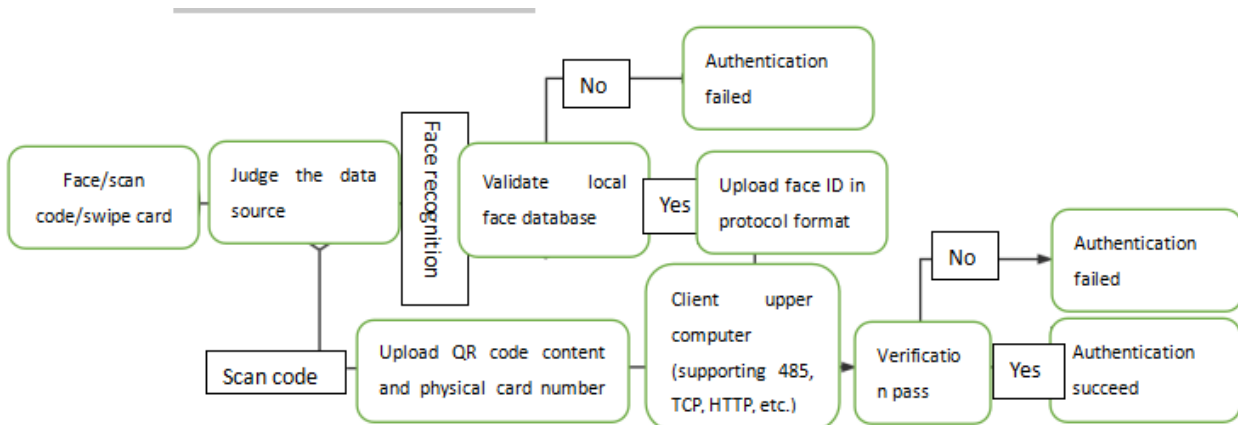 Face/scan
code/swipe card
Judge the data
source
Face recognition
Validate local
face database
No
Authentication
failed
Yes
Upload face ID in
protocol format
Scan code
Upload QR code content
and physical card number
Client upper
computer
(supporting 485,
TCP, HTTP, etc.)
Verificatio
n pass
No
Authentication
failed
Yes
Authentication
succeed